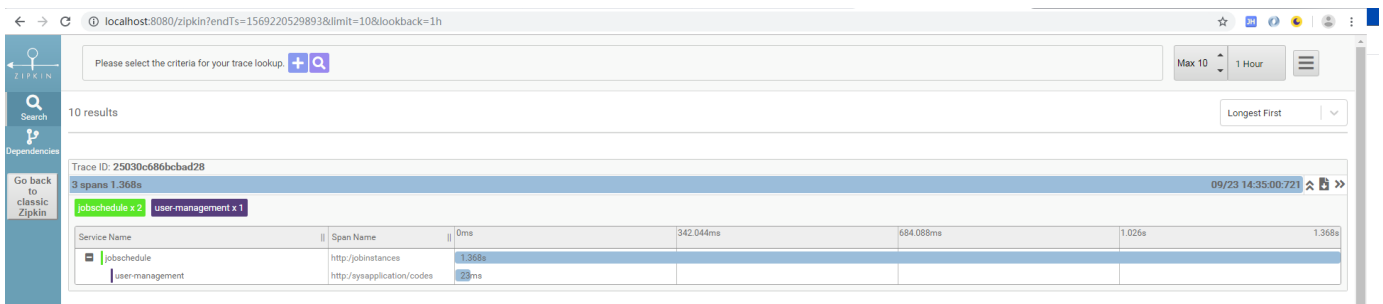 localhost:8080/zipkin?endTs=1569220529893&limit=10&lookback=1h
JH
ZIPKIN
Search
Dependencies
Go back
to
classic
Zipkin
Please select the criteria for your trace lookup.
Max 10
1 Hour
10 results
Longest First
Trace ID: 25030c686bcbad28
3 spans 1.368s 09/23 14:35:00:721
jobschedule x 2 user-management x 1
Service Name Span Name 0ms 342.044ms 684.088ms 1.026s 1.368s
jobschedule http:/jobinstances 1.368s
user-management http:/sysapplication/codes 23ms